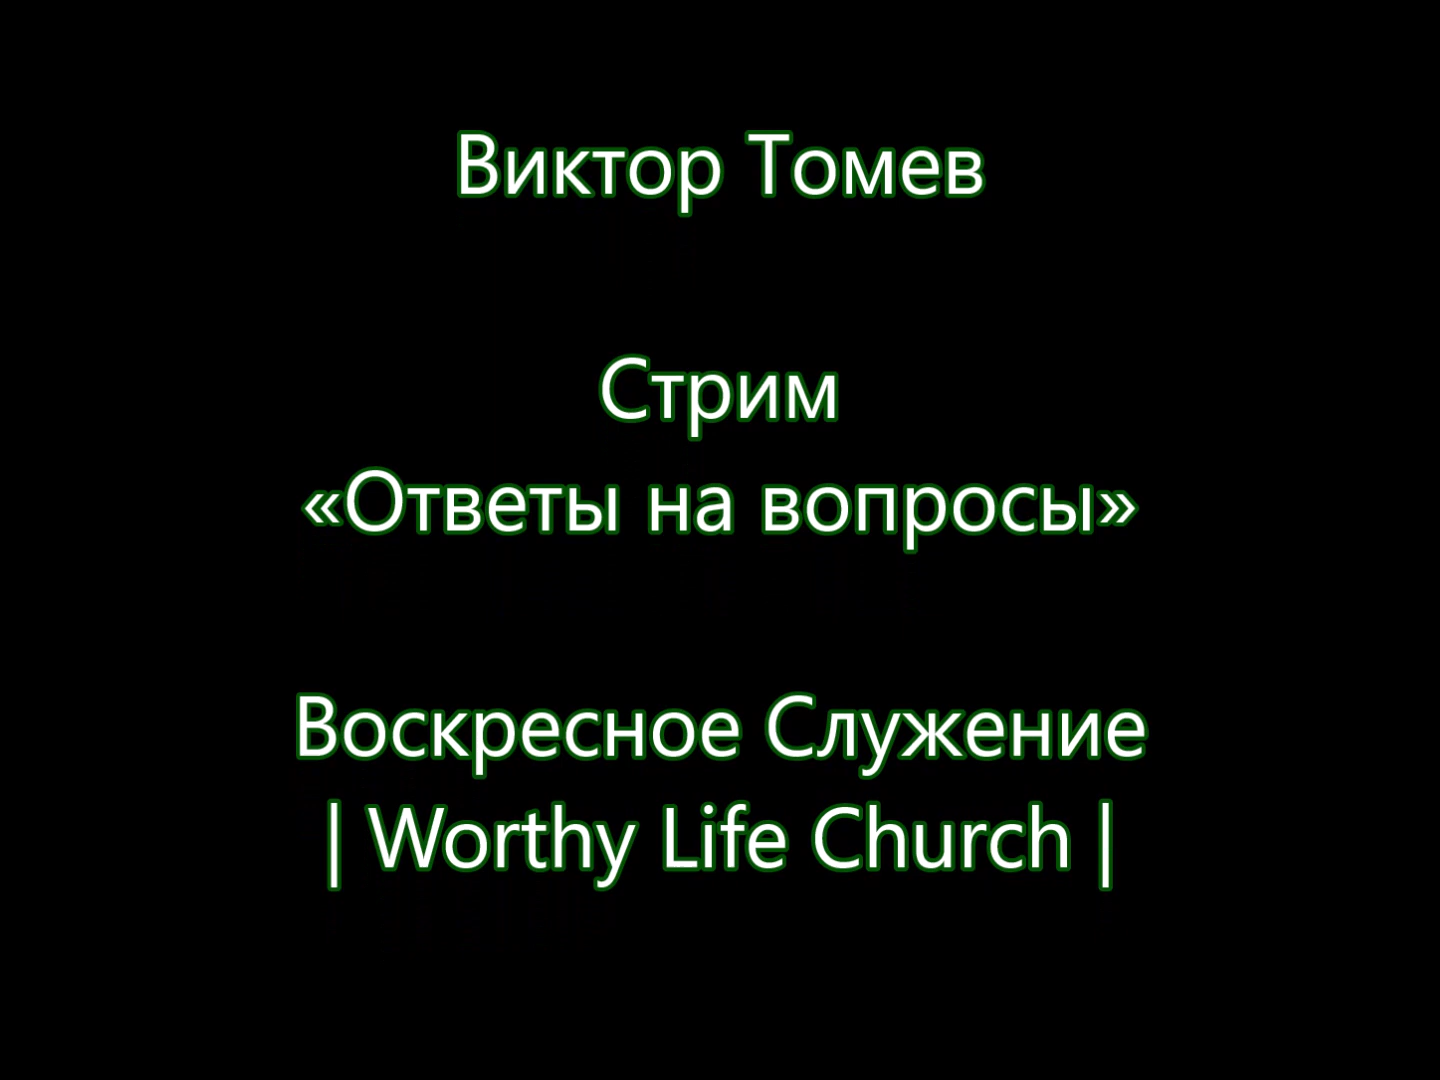 Виктор Томев
Стрим
«Ответы на вопросы»
Воскресное Служение
| Worthy Life Church |